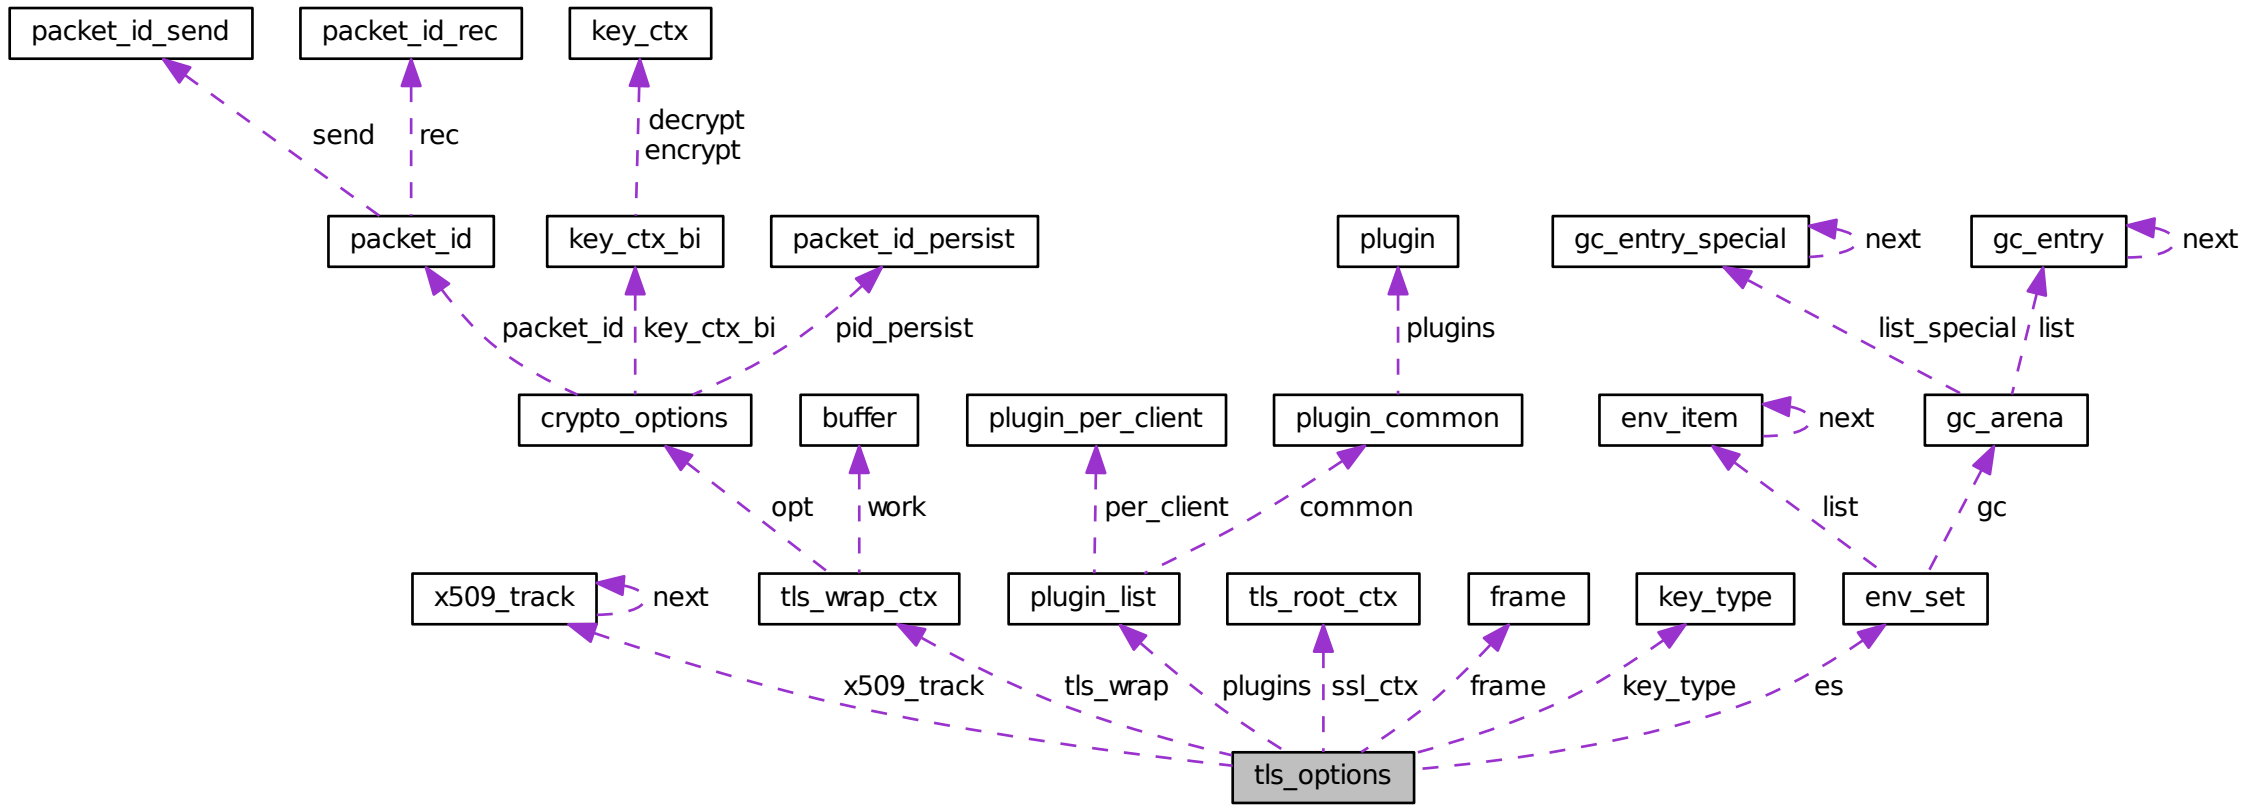 packet_id_send
packet_id_rec
key_ctx
send
rec
decrypt
encrypt
packet_id
key_ctx_bi
packet_id_persist
plugin
gc_entry_special
next
gc_entry
next
packet_id
key_ctx_bi
pid_persist
plugins
list_special
list
crypto_options
buffer
plugin_per_client
plugin_common
env_item
next
gc_arena
opt
work
per_client
common
list
gc
x509_track
next
tls_wrap_ctx
plugin_list
tls_root_ctx
frame
key_type
env_set
x509_track
tls_wrap
plugins
ssl_ctx
frame
key_type
es
tls_options